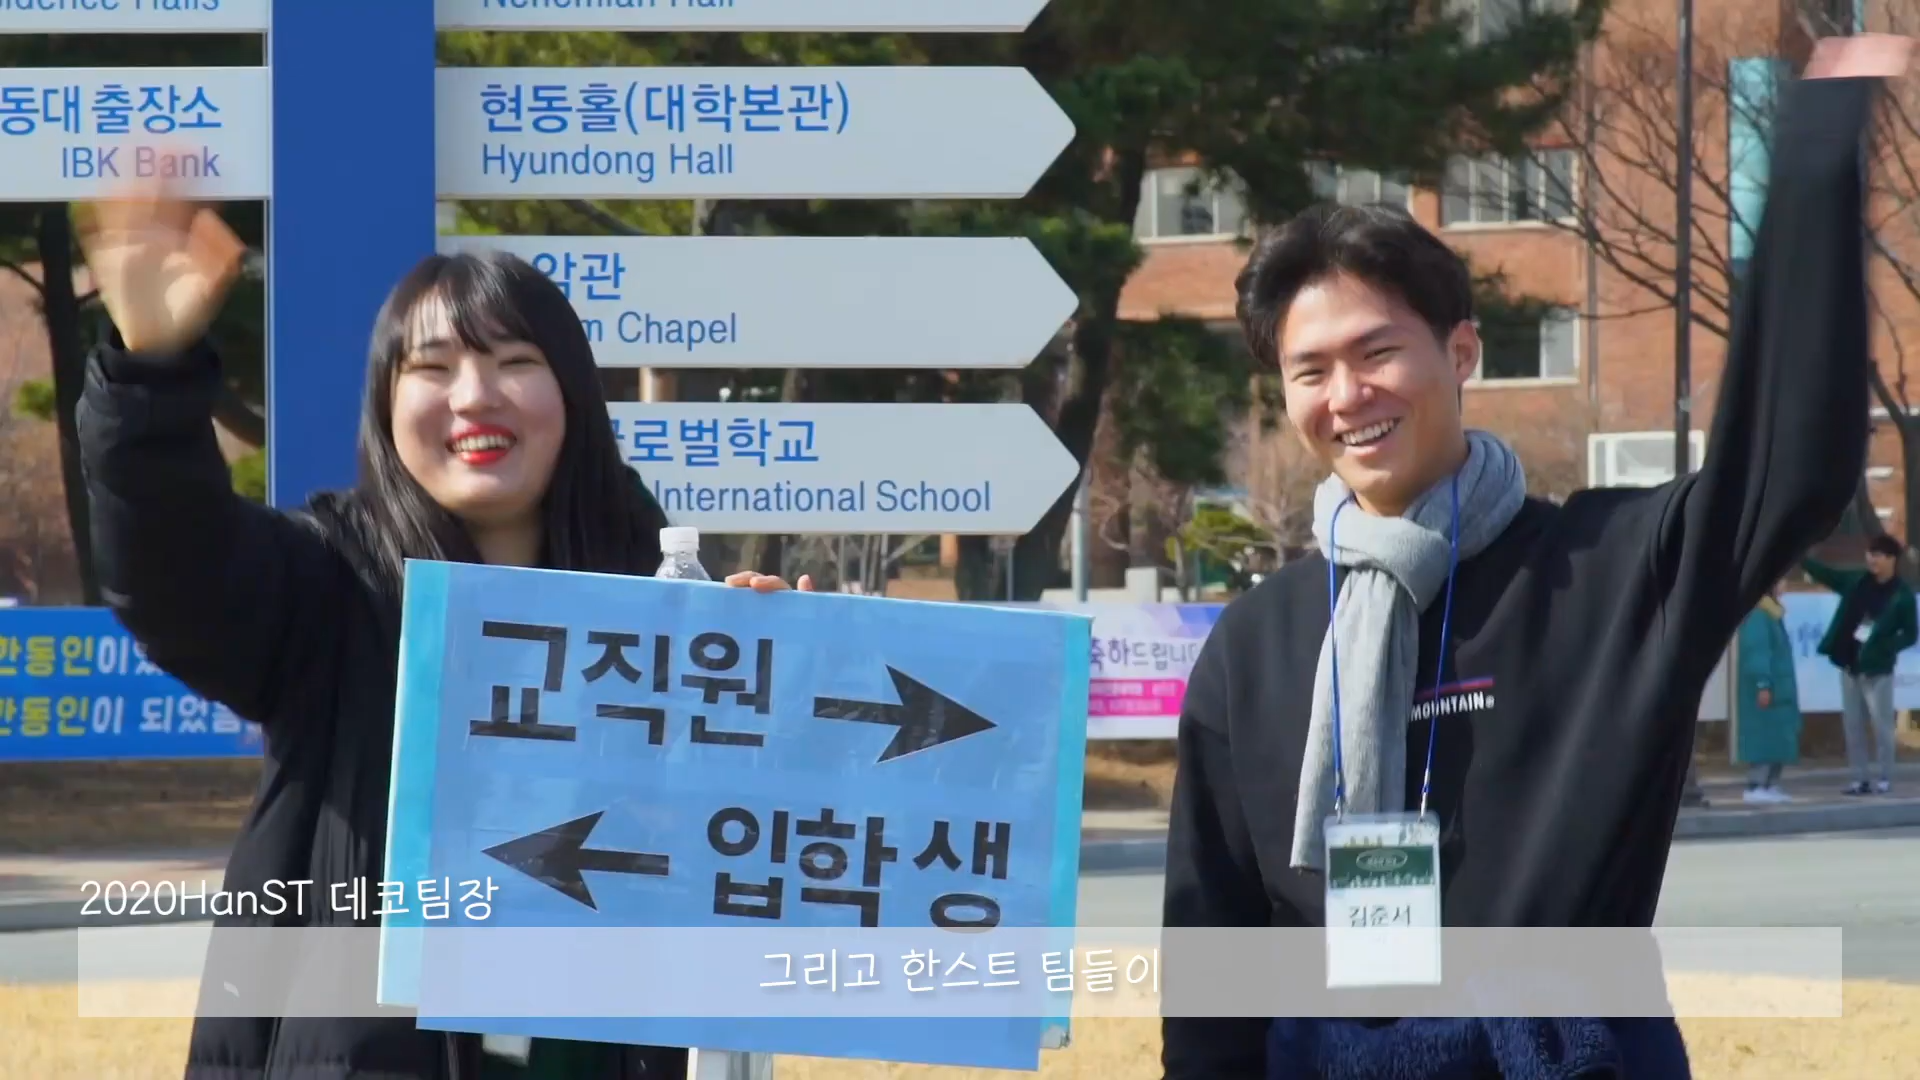 동대 출장소
IBK Bank
현동홀(대학본관)
Hyundong Hall
암관
Chapel
로벌학교
International School
한동인이
한동인이 되었음
축하드립니다
교직원 →
← 입학생
MOUNTAIN®
김준서
2020HanST 데코팀장
그리고 한스트 팀들이